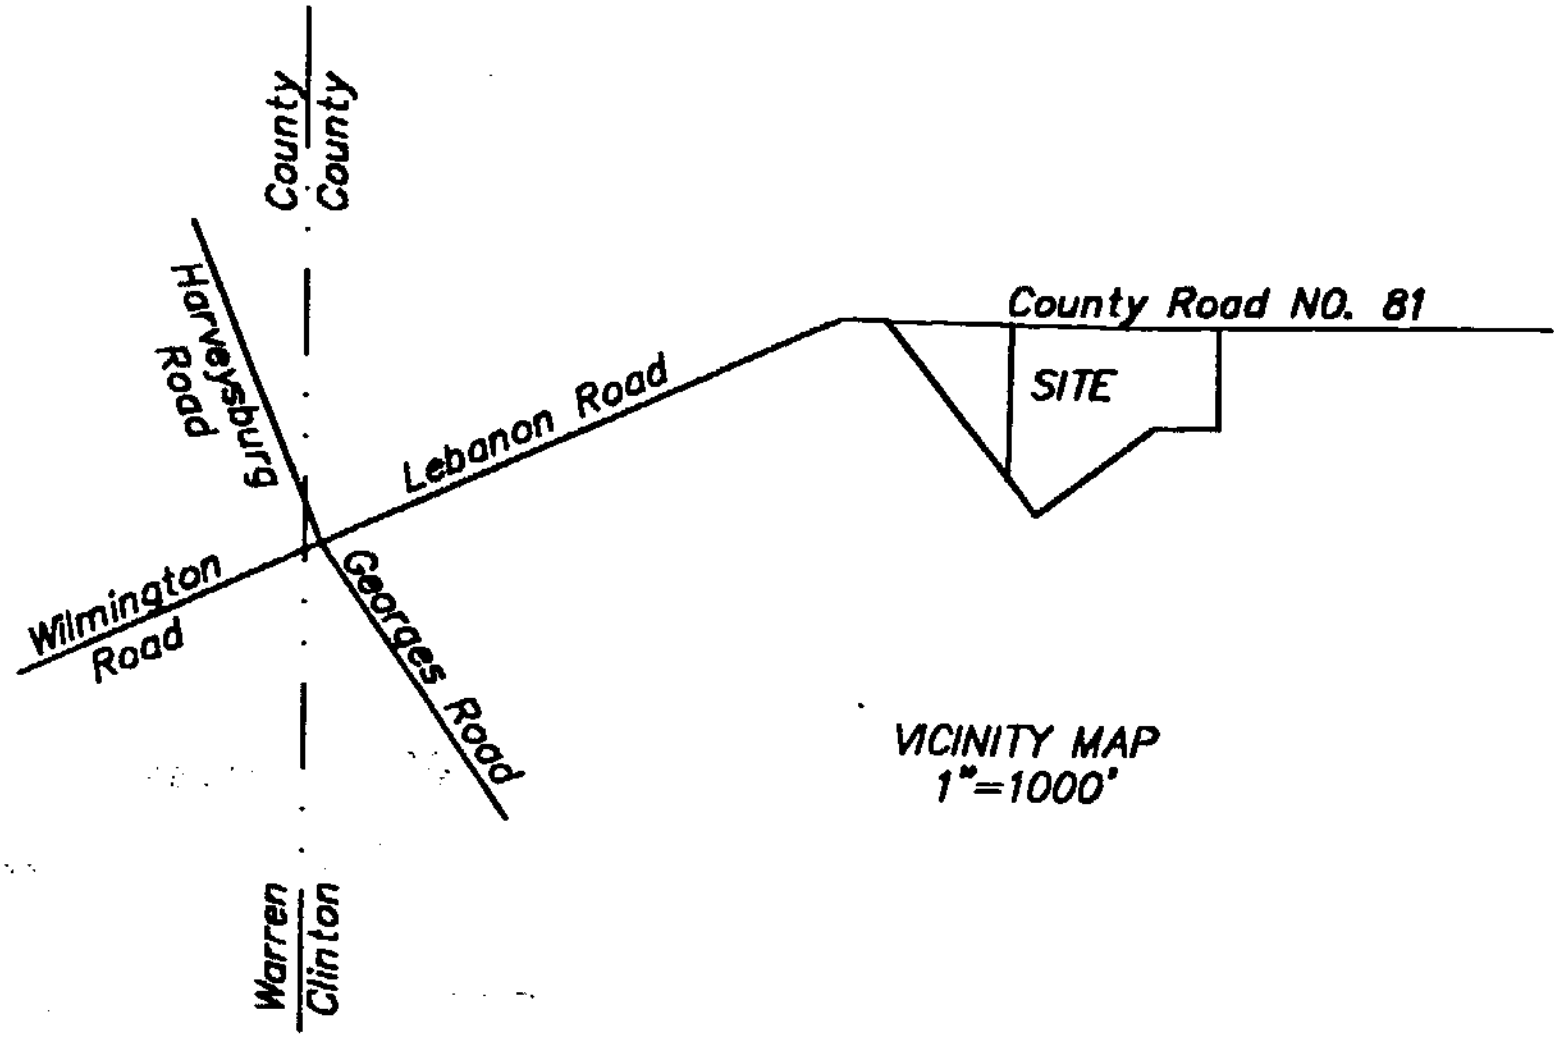 County
County
Harveysburg
Road
County Road NO. 81
SITE
Lebanon Road
Wilmington
Road
Georges Road
VICINITY MAP
1"=1000'
Warren
Clinton